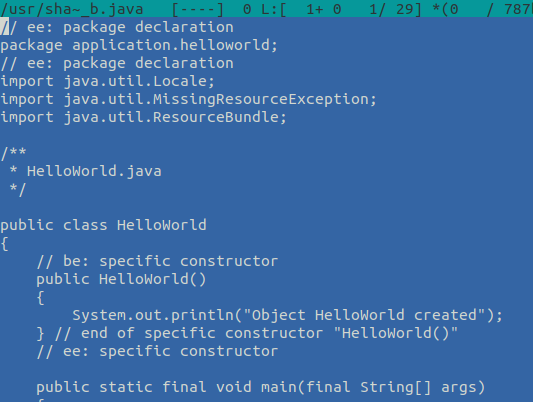 /usr/sha~_b.java [----] 0 L:[ 1+ 0 1/ 29] *(0 / 787
// ee: package declaration
package application.helloworld;
// ee: package declaration
import java.util.Locale;
import java.util.MissingResourceException;
import java.util.ResourceBundle;
/**
* HelloWorld.java
*/
public class HelloWorld
{
// be: specific constructor
public HelloWorld()
{
System.out.println("Object HelloWorld created");
} // end of specific constructor "HelloWorld()"
// ee: specific constructor
public static final void main(final String[] args)
{